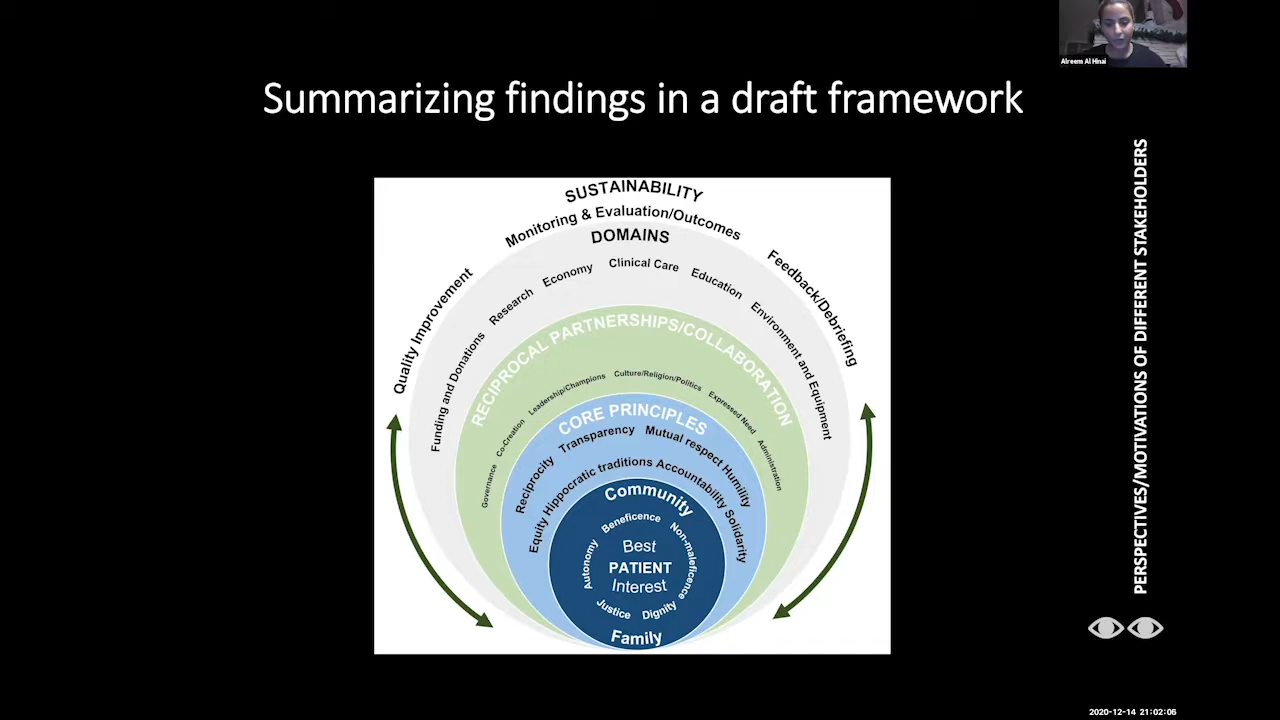 Alreem Al Hinai
Summarizing findings in a draft framework
SUSTAINABILITY
Monitoring & Evaluation/Outcomes
Quality Improvement
Feedback/Debriefing
DOMAINS
Funding and Donations
Research
Economy
Clinical Care
Education
Environment and Equipment
RECIPROCAL PARTNERSHIPS/COLLABORATION
Governance
Co-Creation
Leadership/Champions
Culture/Religion/Politics
Expressed Need
Administration
CORE PRINCIPLES
Reciprocity
Transparency
Mutual respect
Humility
Equity
Hippocratic traditions
Accountability
Solidarity
Community
Autonomy
Beneficence
Non-maleficence
Best
PATIENT
Interest
Justice
Dignity
Family
PERSPECTIVES/MOTIVATIONS OF DIFFERENT STAKEHOLDERS
2020-12-14 21:02:06